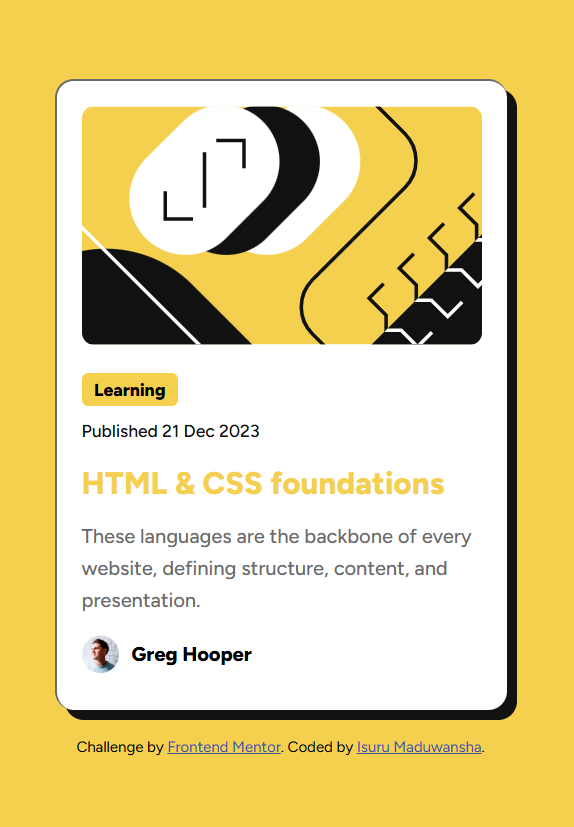 Learning
Published 21 Dec 2023
HTML & CSS foundations
These languages are the backbone of every
website, defining structure, content, and
presentation.
Greg Hooper
Challenge by Frontend Mentor. Coded by Isuru Maduwansha.